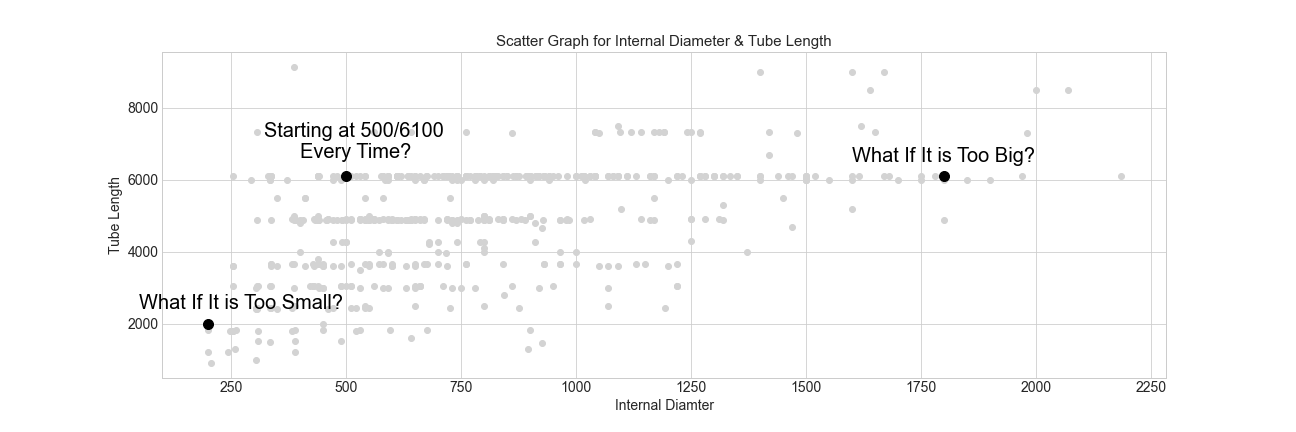 Scatter Graph for Internal Diameter & Tube Length
8000
6000
4000
2000
Tube Length
Starting at 500/6100
Every Time?
What If It is Too Big?
What If It is Too Small?
250 500 750 1000 1250 1500 1750 2000 2250
Internal Diamter